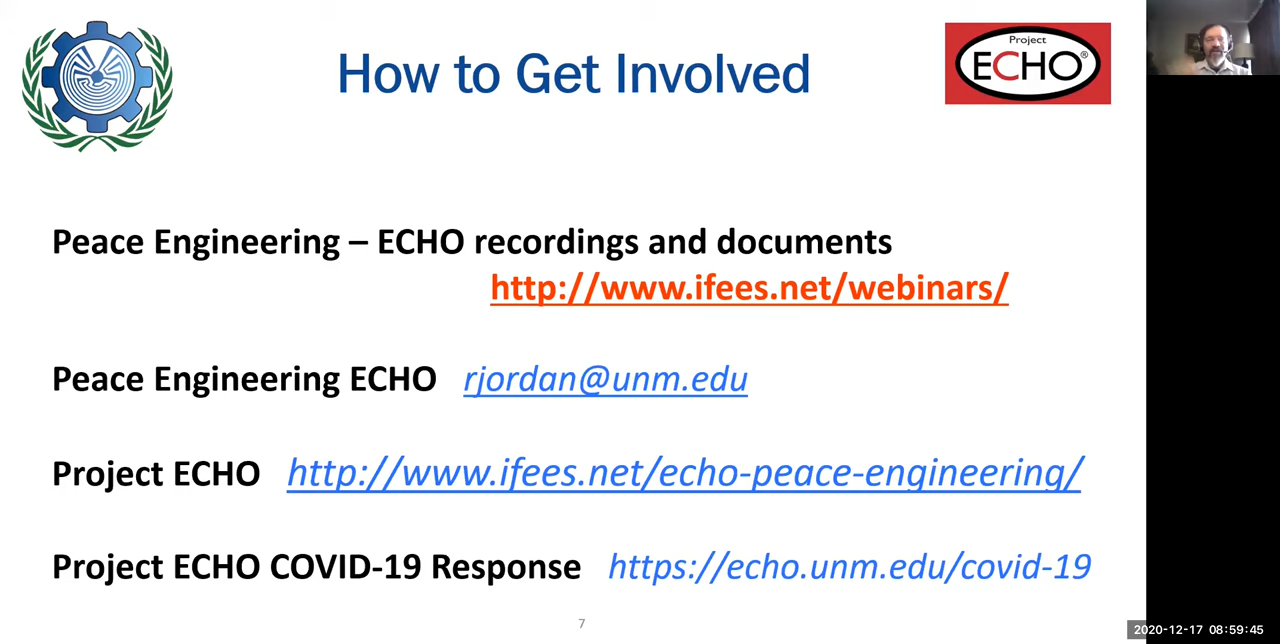 How to Get Involved
Project
ECHO®
Peace Engineering – ECHO recordings and documents
http://www.ifees.net/webinars/
Peace Engineering ECHO rjordan@unm.edu
Project ECHO http://www.ifees.net/echo-peace-engineering/
Project ECHO COVID-19 Response https://echo.unm.edu/covid-19
7
2020-12-17 08:59:45